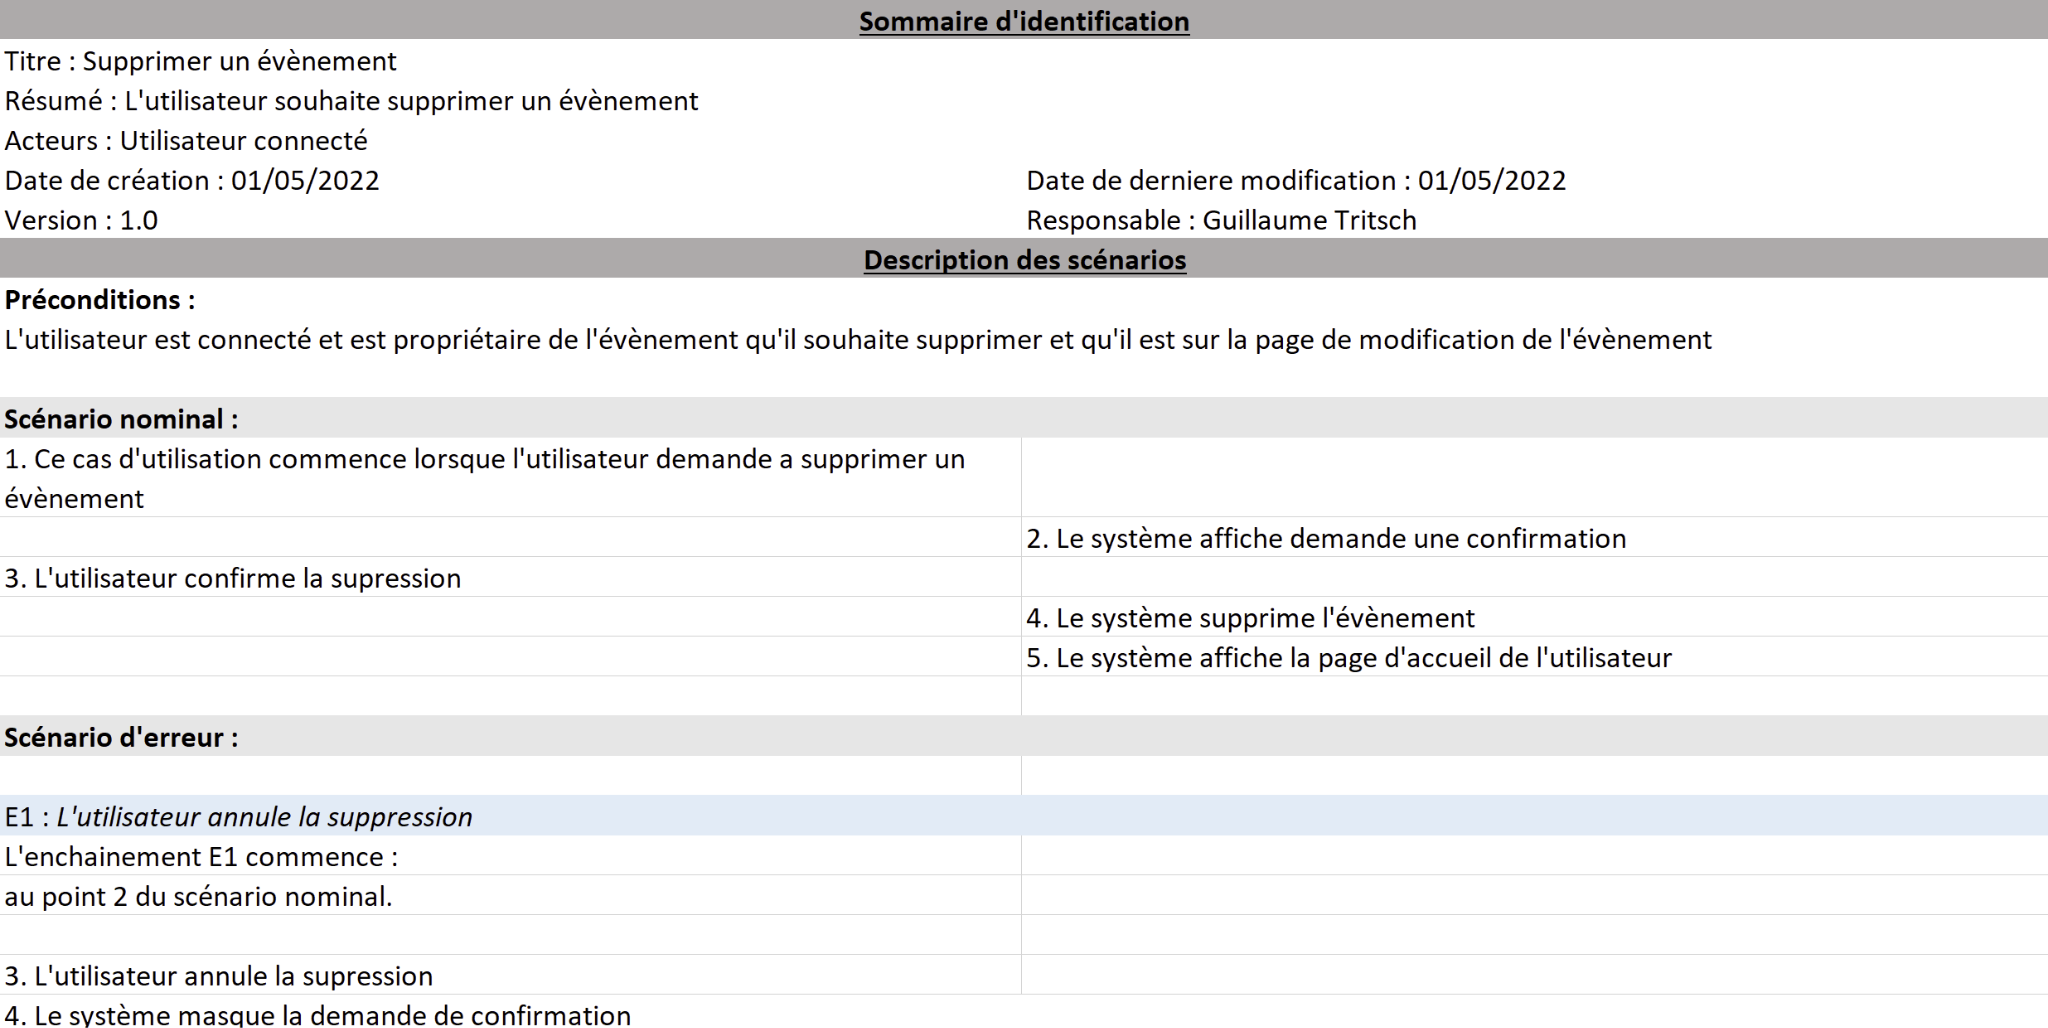 Sommaire d'identification
Titre : Supprimer un évènement
Résumé : L'utilisateur souhaite supprimer un évènement
Acteurs : Utilisateur connecté
Date de création : 01/05/2022
Date de derniere modification : 01/05/2022
Version : 1.0
Responsable : Guillaume Tritsch
Description des scénarios
Préconditions :
L'utilisateur est connecté et est propriétaire de l'évènement qu'il souhaite supprimer et qu'il est sur la page de modification de l'évènement
Scénario nominal :
1. Ce cas d'utilisation commence lorsque l'utilisateur demande a supprimer un
évènement
2. Le système affiche demande une confirmation
3. L'utilisateur confirme la supression
4. Le système supprime l'évènement
5. Le système affiche la page d'accueil de l'utilisateur
Scénario d'erreur :
E1 : L'utilisateur annule la suppression
L'enchainement E1 commence :
au point 2 du scénario nominal.
3. L'utilisateur annule la supression
4. Le système masque la demande de confirmation